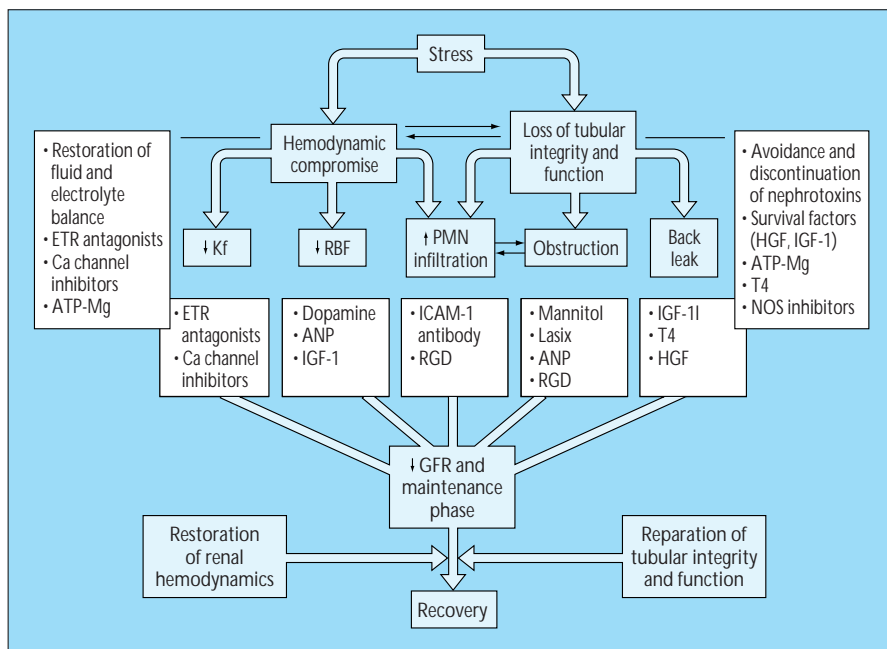 Stress
Hemodynamic
compromise
Loss of tubular
integrity and
function
• Restoration of
fluid and
electrolyte
balance
• ETR antagonists
• Ca channel
inhibitors
• ATP-Mg
• Avoidance and
discontinuation
of nephrotoxins
• Survival factors
(HGF, IGF-1)
• ATP-Mg
• T4
• NOS inhibitors
↓ Kf
↓ RBF
↑ PMN
infiltration
Obstruction
Back
leak
• ETR
antagonists
• Ca channel
inhibitors
• Dopamine
• ANP
• IGF-1
• ICAM-1
antibody
• RGD
• Mannitol
• Lasix
• ANP
• RGD
• IGF-1l
• T4
• HGF
↓ GFR and
maintenance
phase
Restoration
of renal
hemodynamics
Reparation of
tubular integrity
and function
Recovery